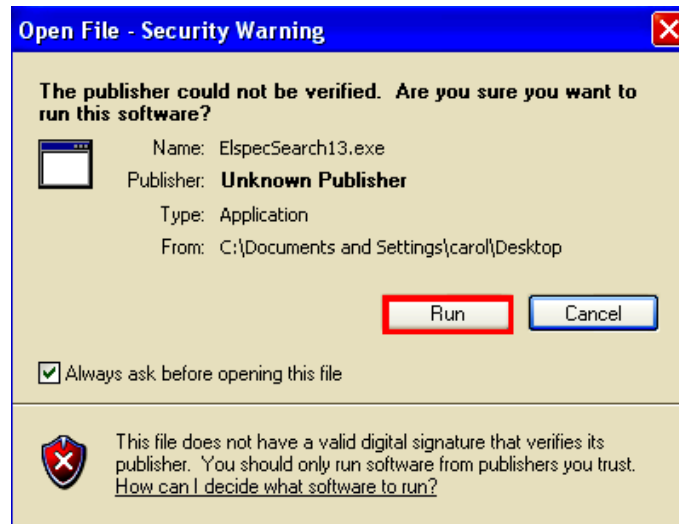 Open File - Security Warning
The publisher could not be verified.  Are you sure you want to
run this software?
Name: ElspecSearch13.exe
Publisher: Unknown Publisher
Type: Application
From: C:\Documents and Settings\carol\Desktop
Run Cancel
Always ask before opening this file
This file does not have a valid digital signature that verifies its
publisher.  You should only run software from publishers you trust.
How can I decide what software to run?